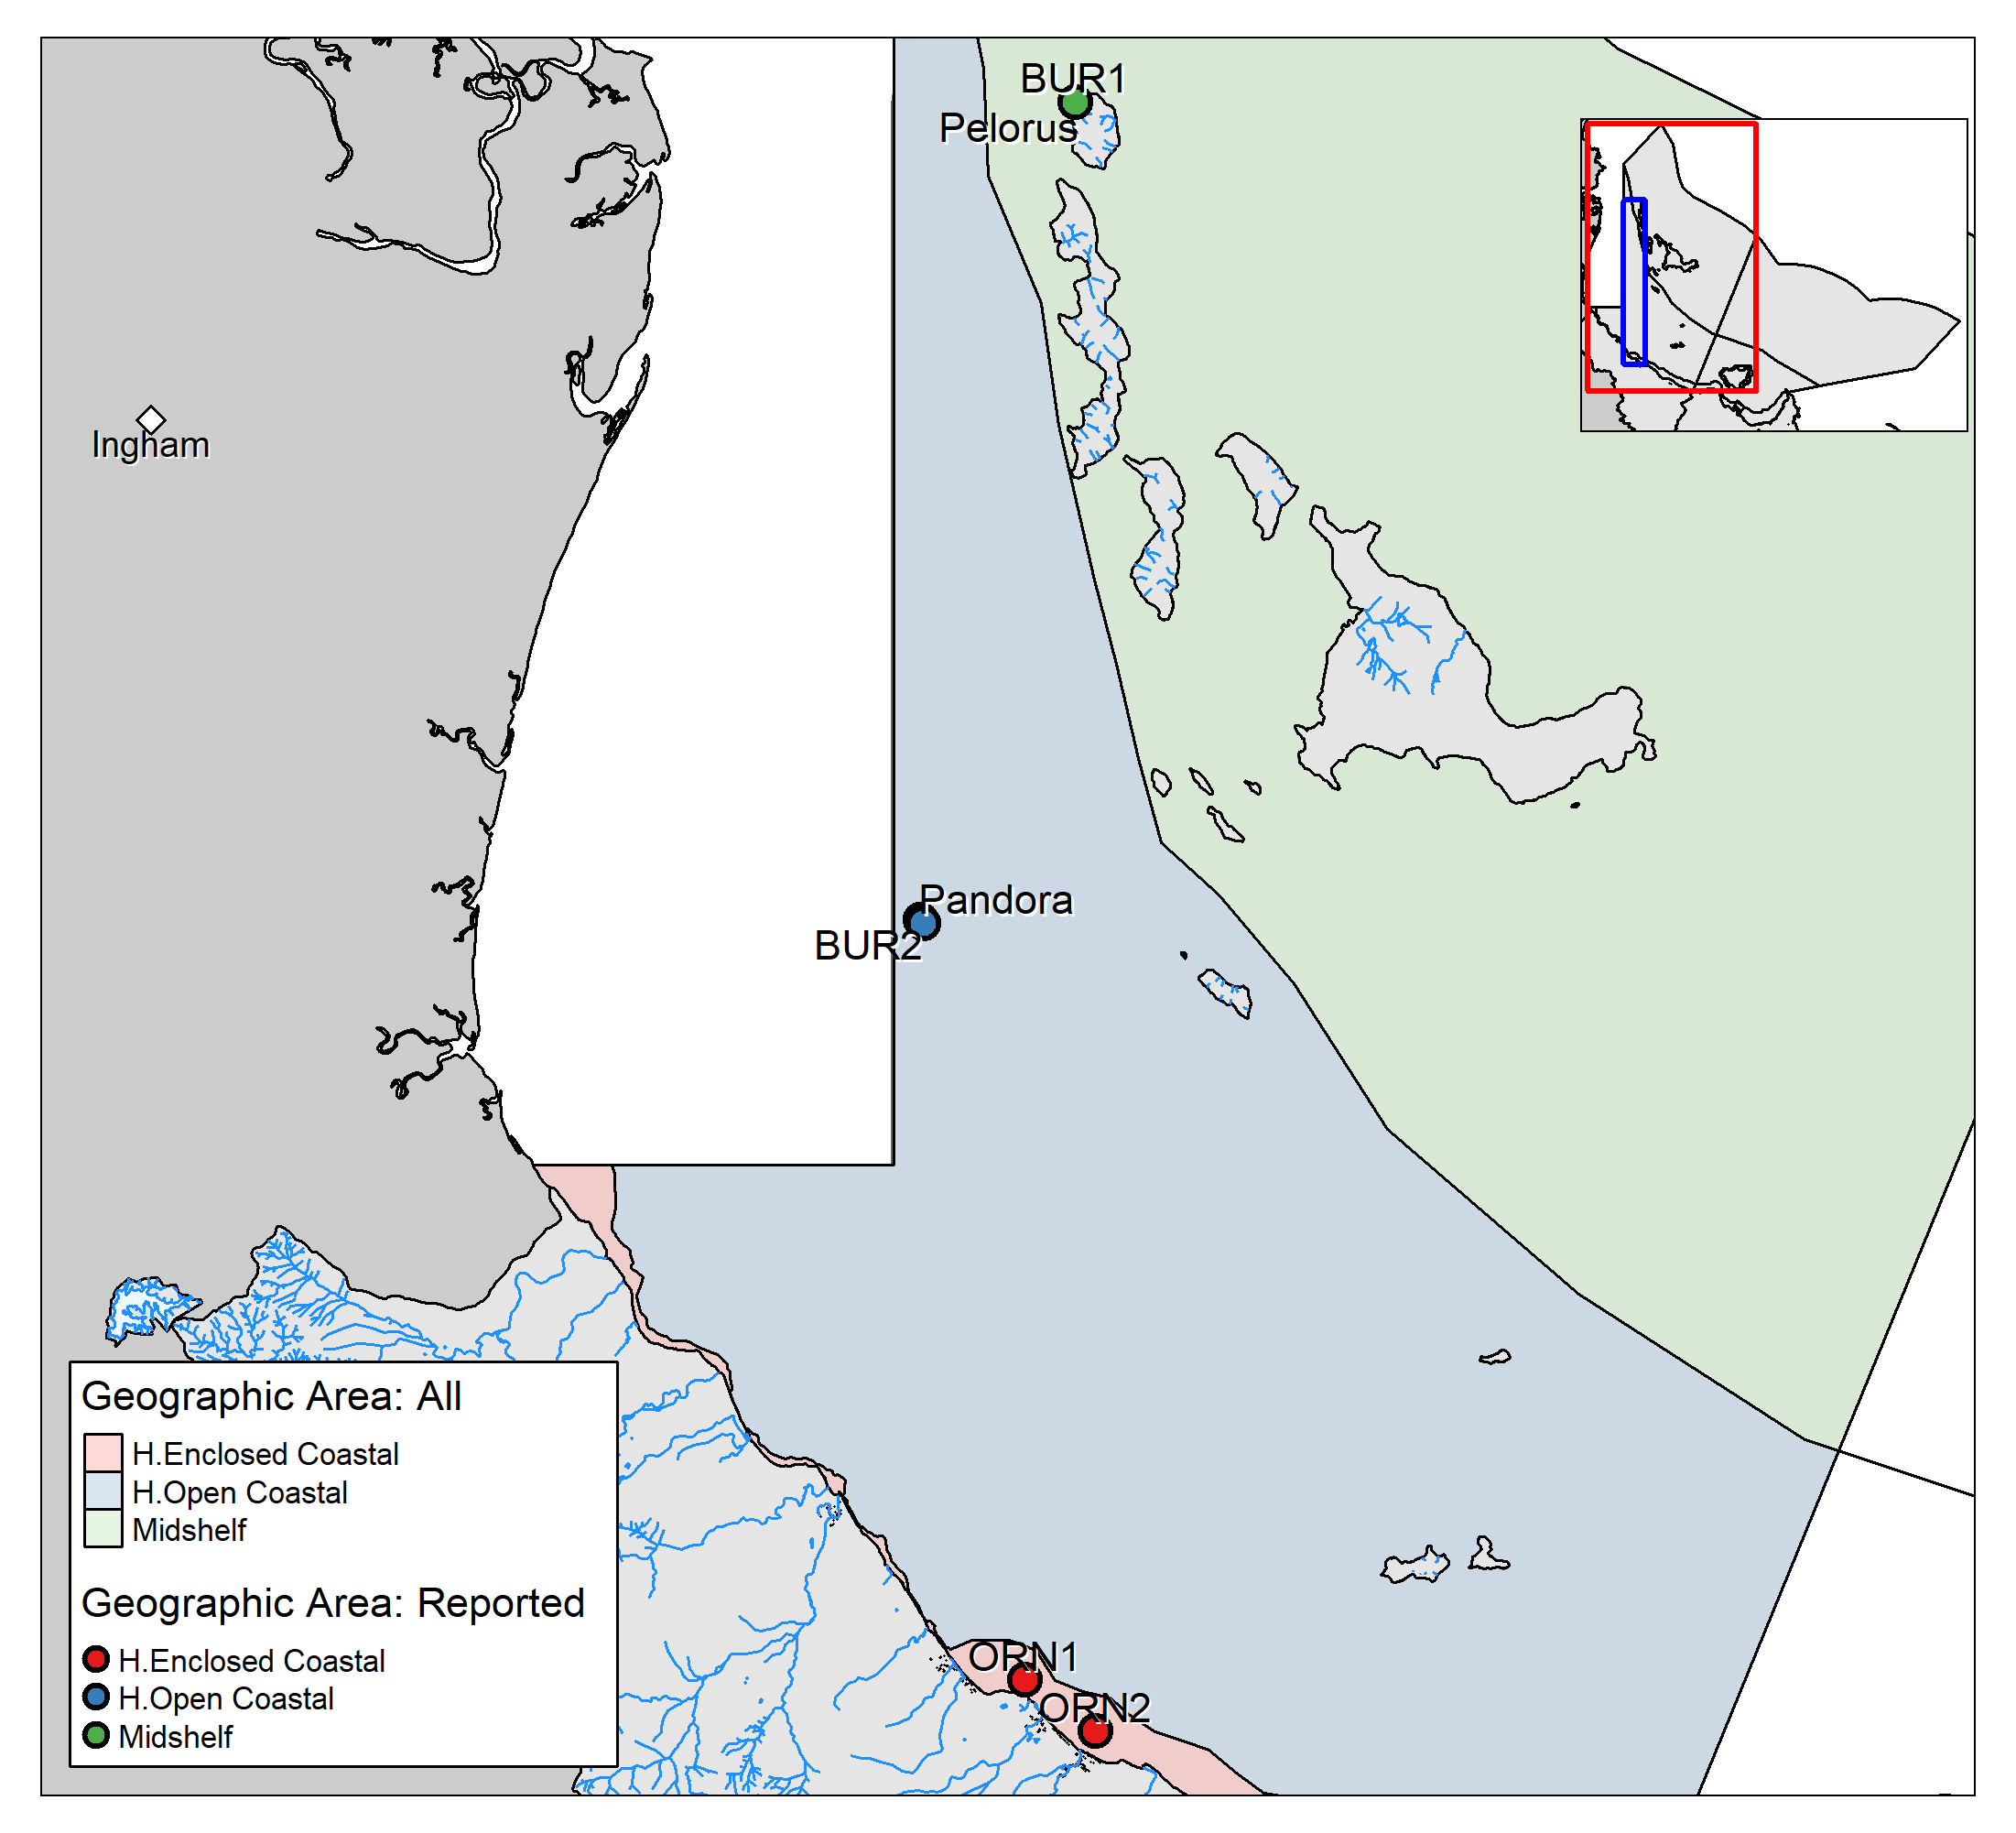 BUR1
Pelorus
Ingham
Pandora
BUR2
Geographic Area: All
H.Enclosed Coastal
H.Open Coastal
Midshelf
Geographic Area: Reported
H.Enclosed Coastal
H.Open Coastal
Midshelf
ORN1
ORN2